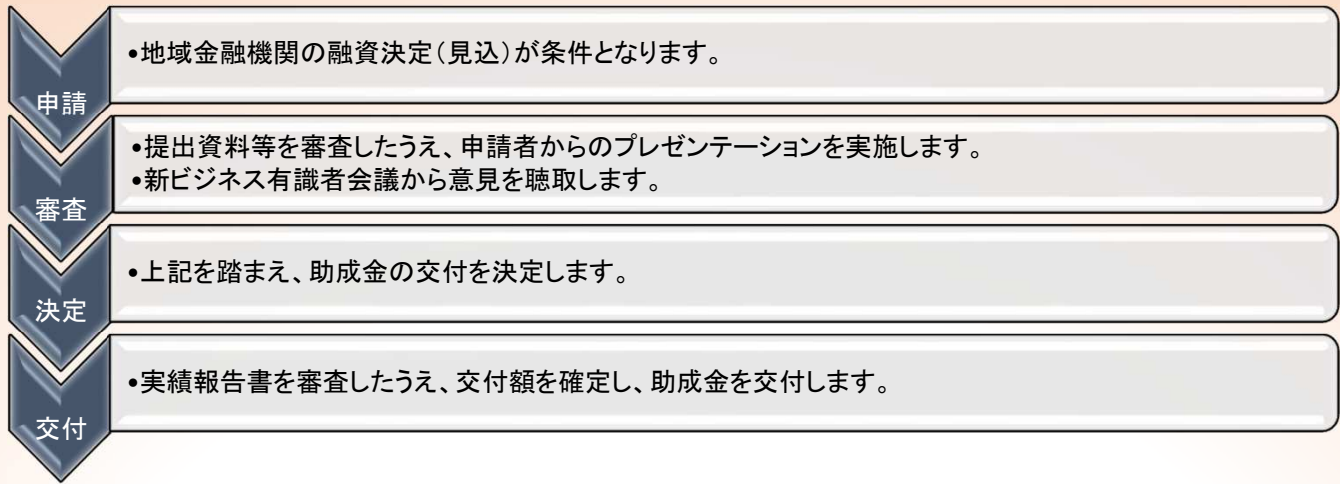 申請
•地域金融機関の融資決定(見込)が条件となります。
審査
•提出資料等を審査したうえ、申請者からのプレゼンテーションを実施します。
•新ビジネス有識者会議から意見を聴取します。
決定
•上記を踏まえ、助成金の交付を決定します。
交付
•実績報告書を審査したうえ、交付額を確定し、助成金を交付します。